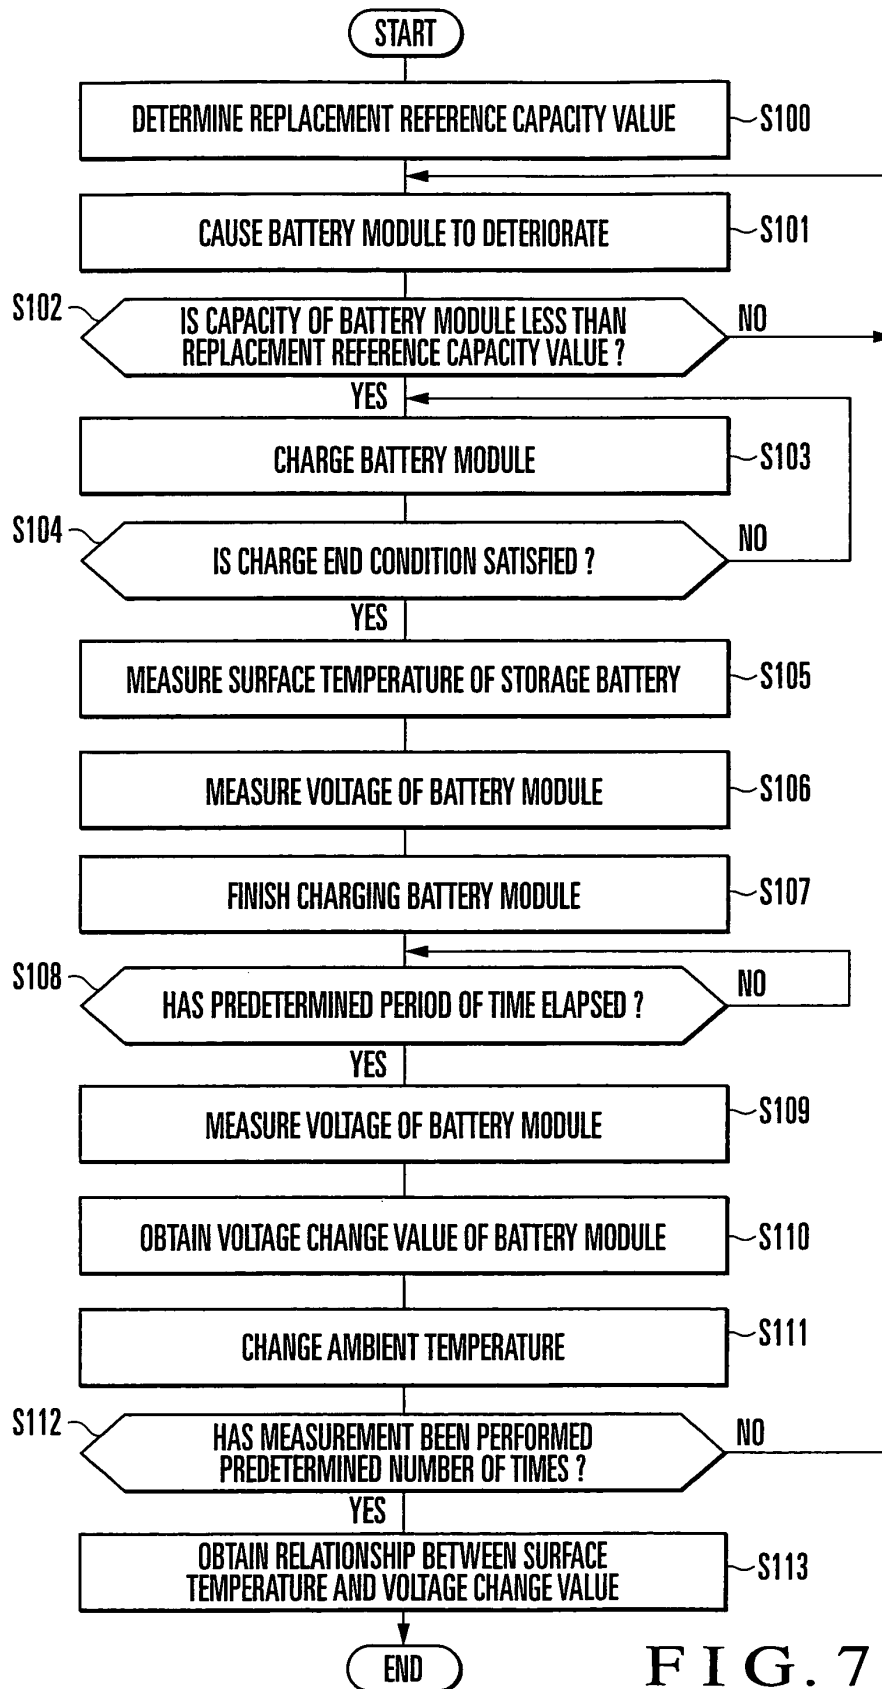 START
DETERMINE REPLACEMENT REFERENCE CAPACITY VALUE
S100
CAUSE BATTERY MODULE TO DETERIORATE
S101
S102
IS CAPACITY OF BATTERY MODULE LESS THAN
REPLACEMENT REFERENCE CAPACITY VALUE ?
NO
YES
CHARGE BATTERY MODULE
S103
S104
IS CHARGE END CONDITION SATISFIED ?
NO
YES
MEASURE SURFACE TEMPERATURE OF STORAGE BATTERY
S105
MEASURE VOLTAGE OF BATTERY MODULE
S106
FINISH CHARGING BATTERY MODULE
S107
S108
HAS PREDETERMINED PERIOD OF TIME ELAPSED ?
NO
YES
MEASURE VOLTAGE OF BATTERY MODULE
S109
OBTAIN VOLTAGE CHANGE VALUE OF BATTERY MODULE
S110
CHANGE AMBIENT TEMPERATURE
S111
S112
HAS MEASUREMENT BEEN PERFORMED
PREDETERMINED NUMBER OF TIMES ?
NO
YES
OBTAIN RELATIONSHIP BETWEEN SURFACE
TEMPERATURE AND VOLTAGE CHANGE VALUE
S113
END
FIG. 7